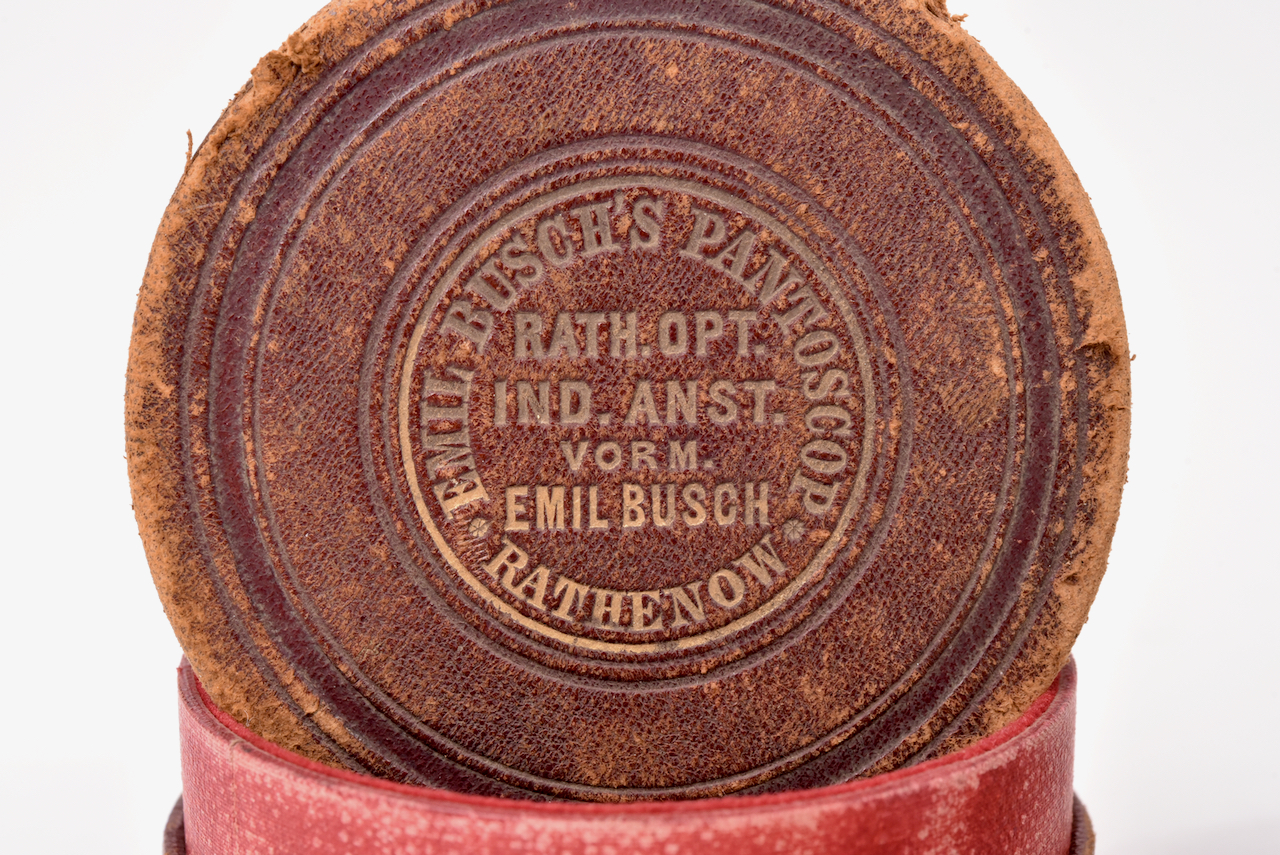 EMIL BUSCH'S PANTOSCOP
RATH. OPT.
IND. ANST.
VORM.
EMIL BUSCH
RATHENOW